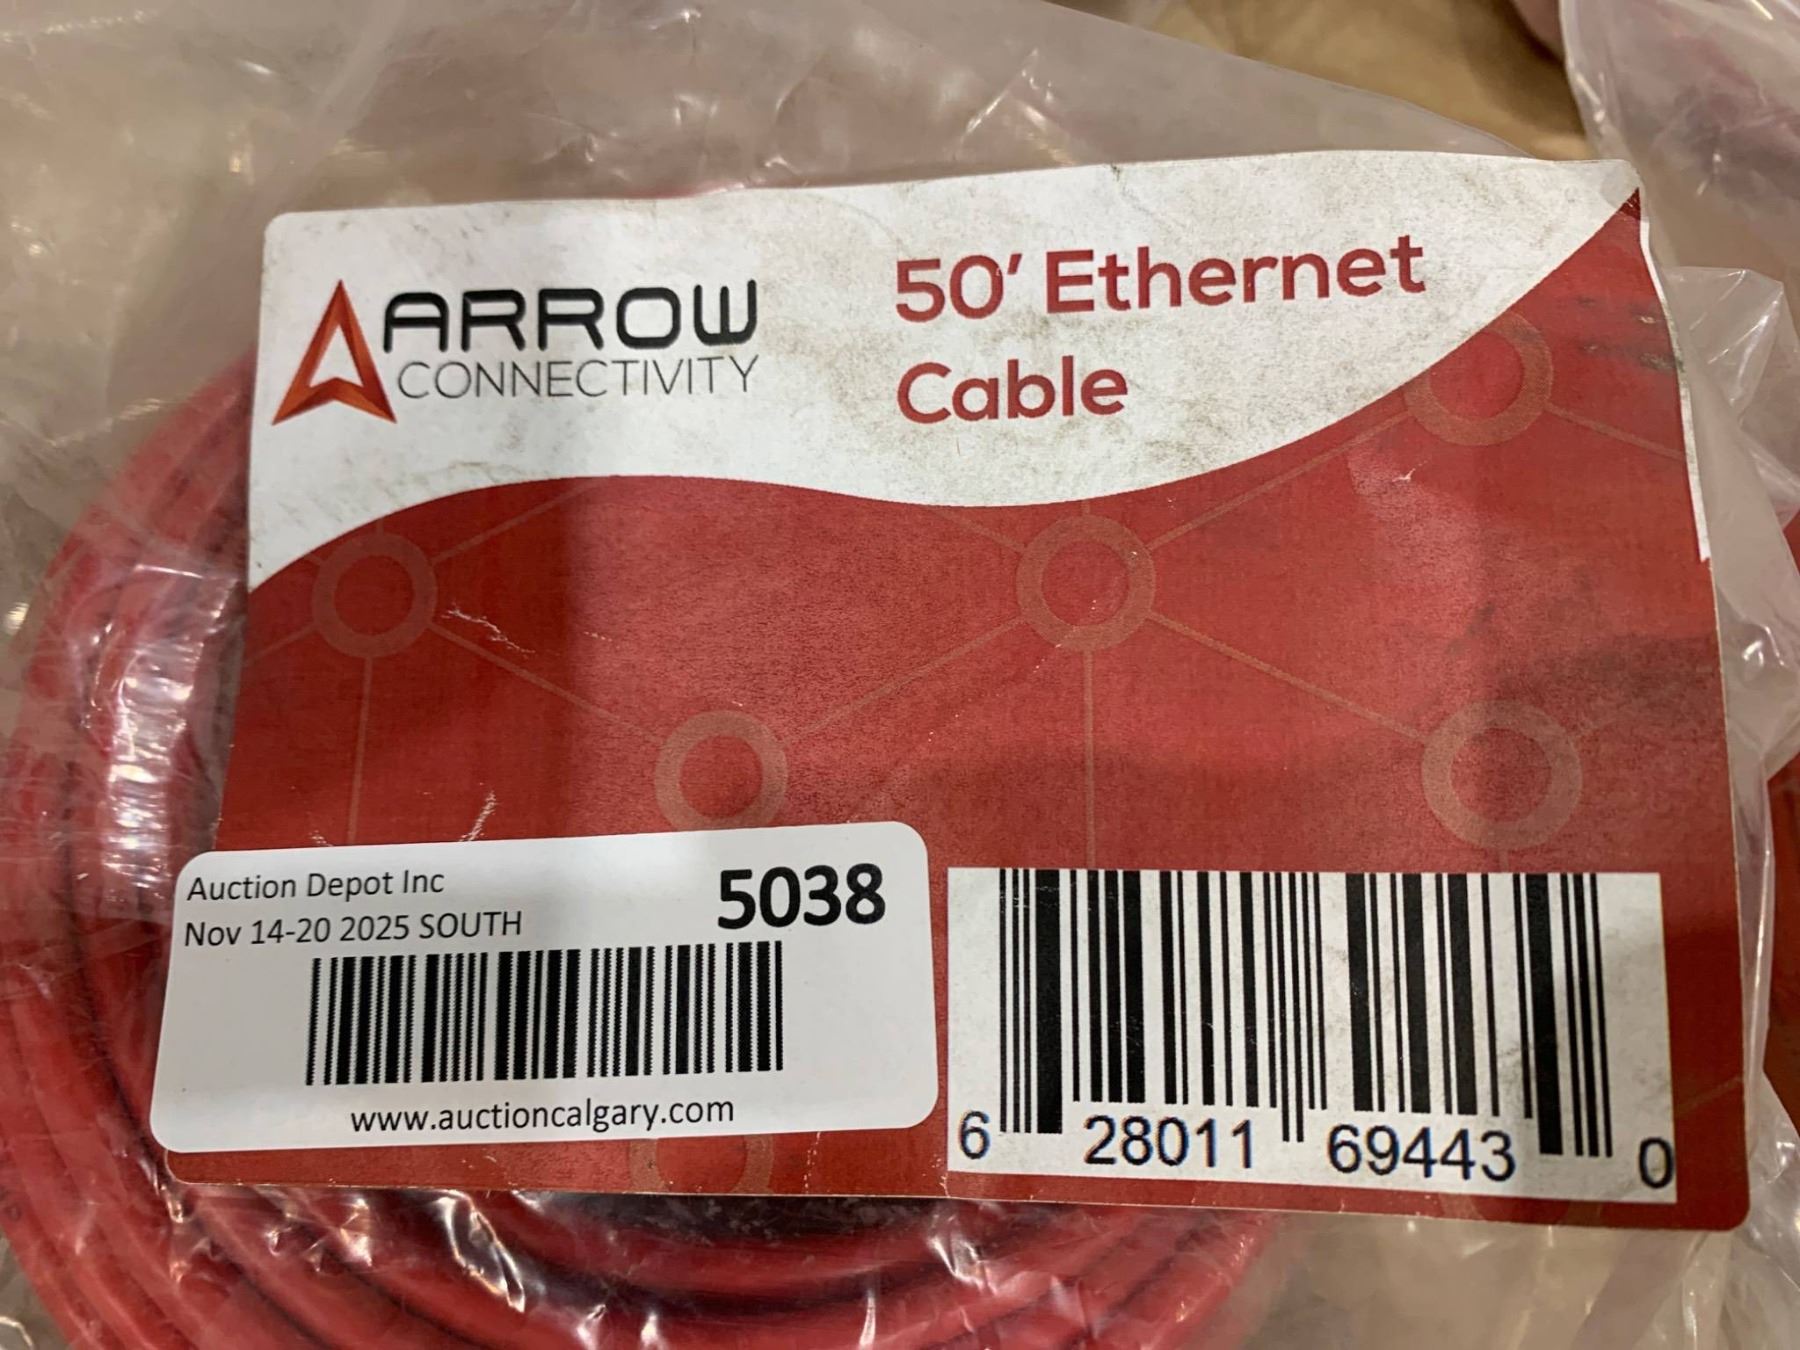 ARROW
CONNECTIVITY
50' Ethernet
Cable
Auction Depot Inc
Nov 14-20 2025 SOUTH
5038
www.auctioncalgary.com
6 28011 69443 0